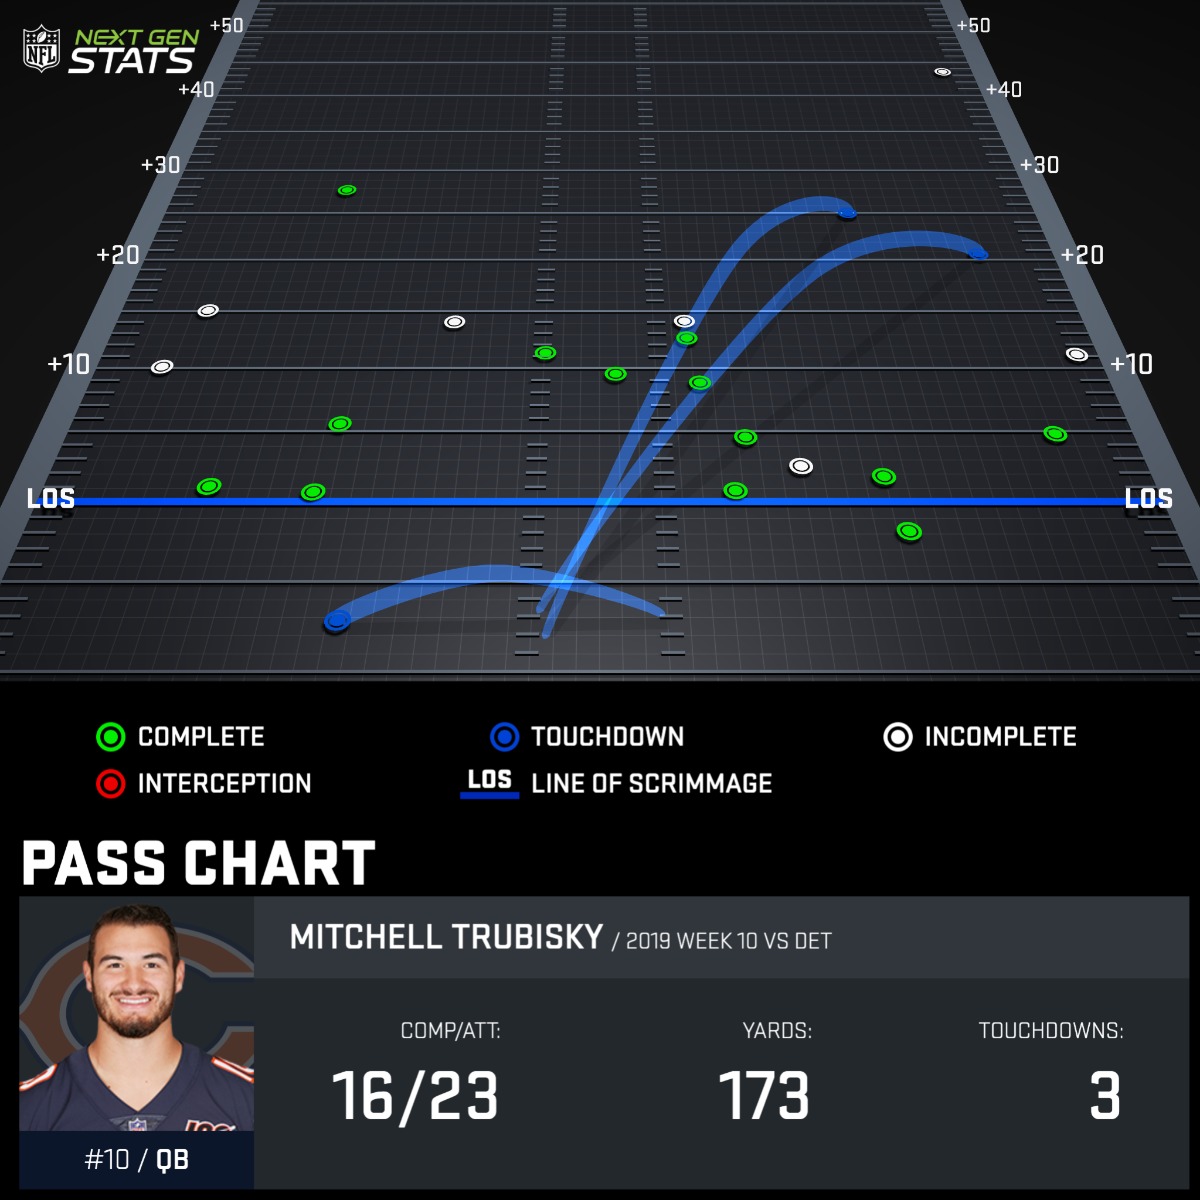 NFL
NEXT GEN
STATS
+50 +50
+40 +40
+30 +30
+20 +20
+10 +10
LOS LOS
COMPLETE TOUCHDOWN INCOMPLETE
INTERCEPTION LOS LINE OF SCRIMMAGE
PASS CHART
MITCHELL TRUBISKY / 2019 WEEK 10 VS DET
COMP/ATT: YARDS: TOUCHDOWNS:
16/23 173 3
#10 / QB